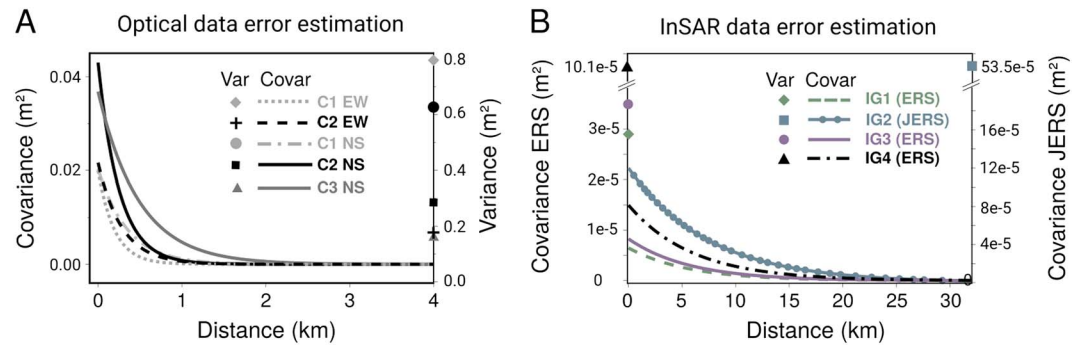 A
Optical data error estimation
Covariance (m²)
0.04
0.02
0.00
Var Covar
C1 EW
C2 EW
C1 NS
C2 NS
C3 NS
0.8
0.6
0.4
0.2
0.0
Variance (m²)
0 1 2 3 4
Distance (km)
B
InSAR data error estimation
Covariance ERS (m²)
10.1e-5
3e-5
2e-5
1e-5
0
Var Covar
IG1 (ERS)
IG2 (JERS)
IG3 (ERS)
IG4 (ERS)
53.5e-5
16e-5
12e-5
8e-5
4e-5
0
Covariance JERS (m²)
0 5 10 15 20 25 30
Distance (km)